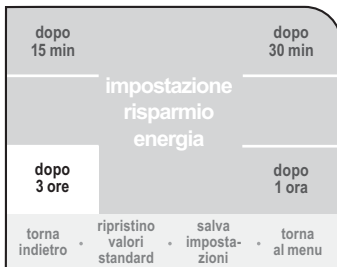 dopo
15 min
dopo
30 min
impostazione
risparmio
energia
dopo
3 ore
dopo
1 ora
torna
indietro
•
ripristino
valori
standard
•
salva
imposta-
zioni
•
torna
al menu